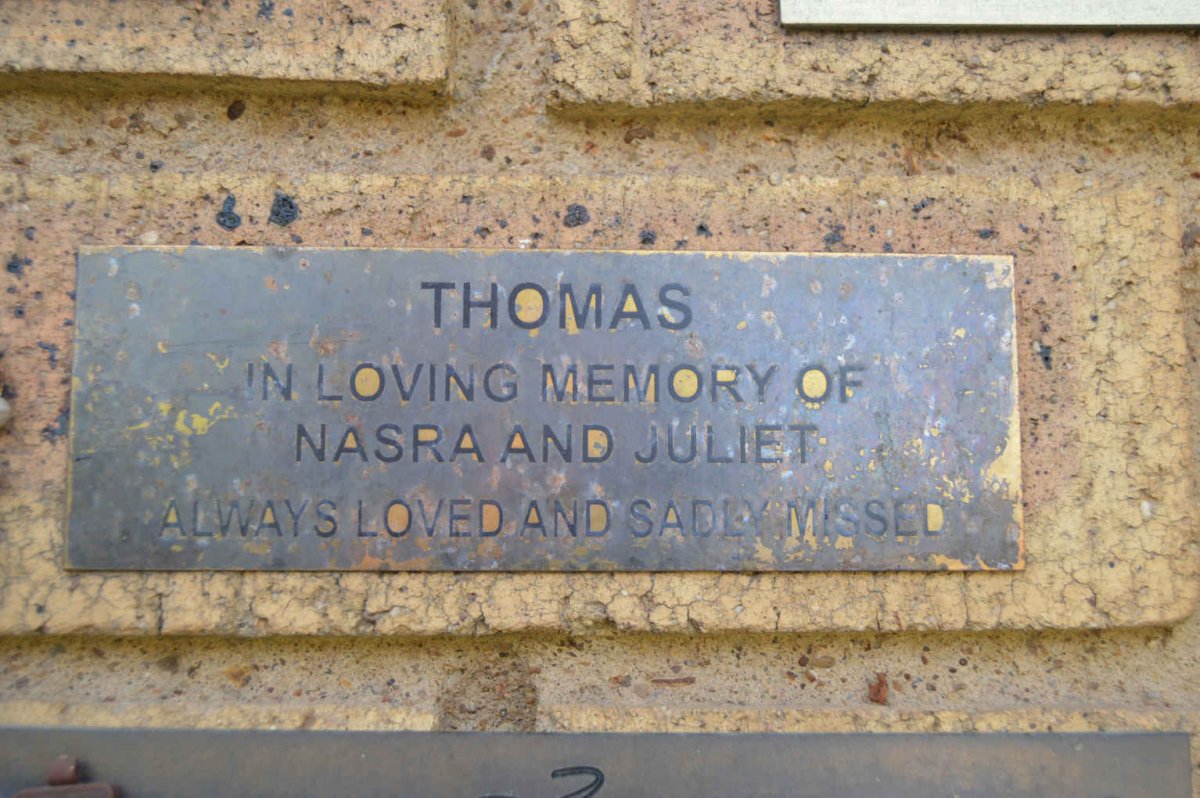 THOMAS
IN LOVING MEMORY OF
NASRA AND JULIET
ALWAYS LOVED AND SADLY MISSED